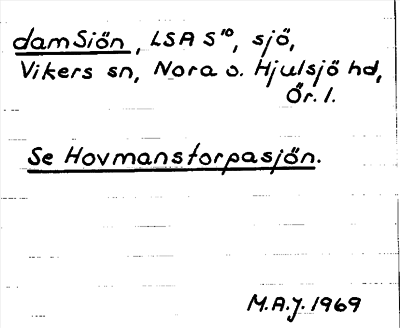 damSiön, LSA S¹⁰, sjö,
Vikers sn, Nora o. Hjulsjö hd,
Ör. l.
Se Hovmanstorpasjön.
M.A.J. 1969